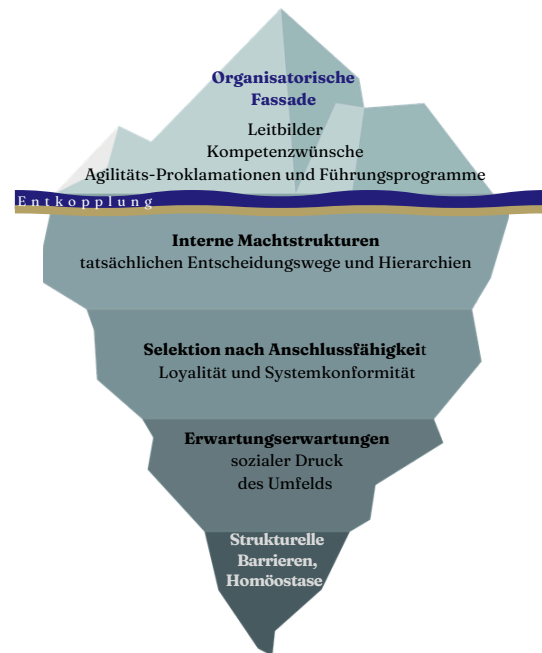 Organisatorische
Fassade
Leitbilder
Kompetenzwünsche
Agilitäts-Proklamationen und Führungsprogramme
Entkopplung
Interne Machtstrukturen
tatsächlichen Entscheidungswege und Hierarchien
Selektion nach Anschlussfähigkeit
Loyalität und Systemkonformität
Erwartungserwartungen
sozialer Druck
des Umfelds
Strukturelle
Barrieren,
Homöostase